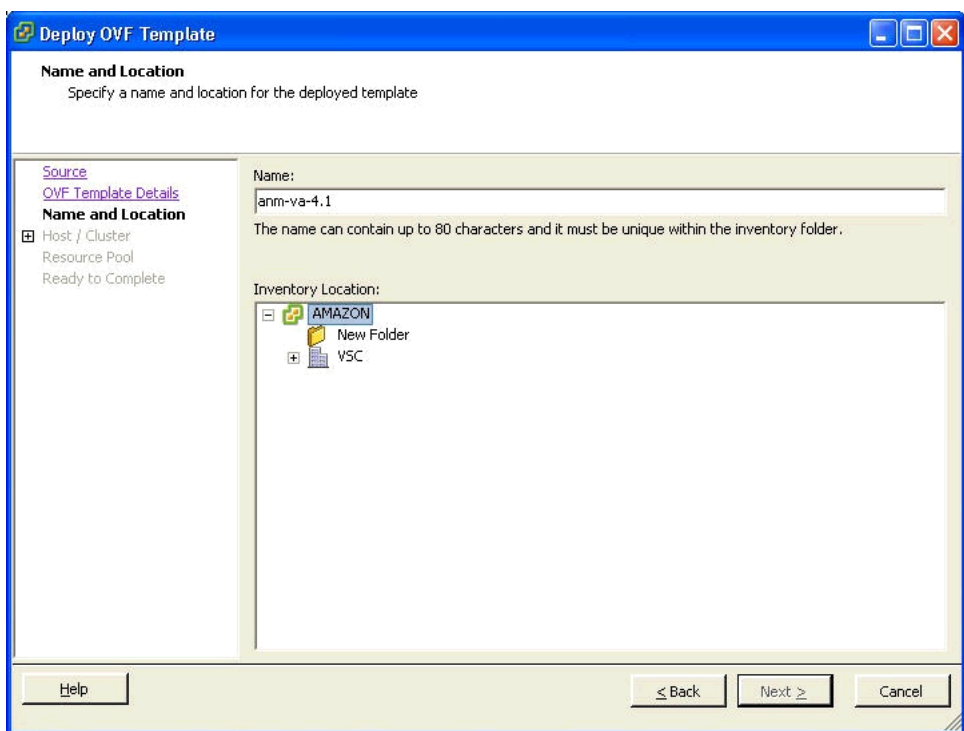 Deploy OVF Template
Name and Location
Specify a name and location for the deployed template
Source
OVF Template Details
Name and Location
Host / Cluster
Resource Pool
Ready to Complete
Name:
anm-va-4.1
The name can contain up to 80 characters and it must be unique within the inventory folder.
Inventory Location:
AMAZON
New Folder
VSC
Help
< Back
Next >
Cancel